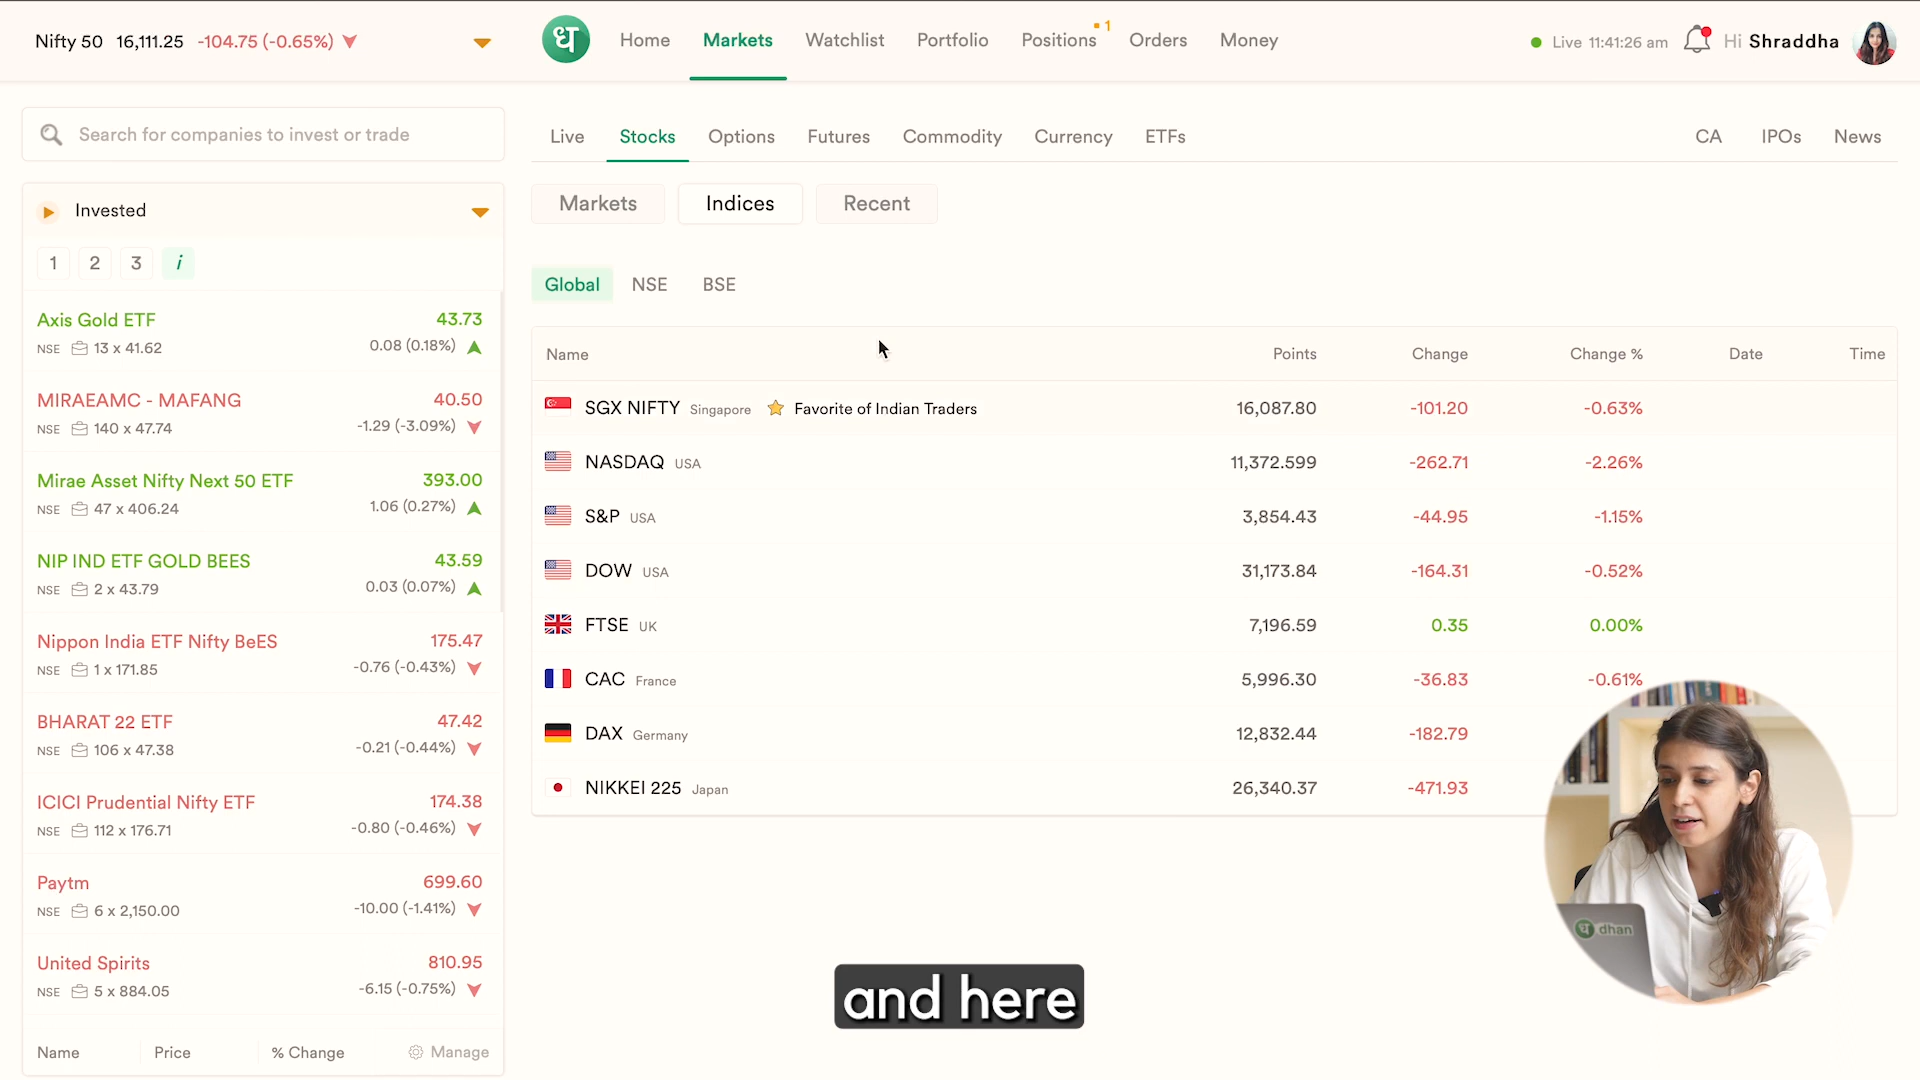 Nifty 50 16,111.25 -104.75 (-0.65%)
धा Home Markets Watchlist Portfolio Positions 1 Orders Money
Live 11:41:26 am Hi Shraddha
Search for companies to invest or trade
Live Stocks Options Futures Commodity Currency ETFs CA IPOs News
Invested
1 2 3 i
Axis Gold ETF 43.73
NSE 13 x 41.62 0.08 (0.18%)
MIRAEAMC - MAFANG 40.50
NSE 140 x 47.74 -1.29 (-3.09%)
Mirae Asset Nifty Next 50 ETF 393.00
NSE 47 x 406.24 1.06 (0.27%)
NIP IND ETF GOLD BEES 43.59
NSE 2 x 43.79 0.03 (0.07%)
Nippon India ETF Nifty BeES 175.47
NSE 1 x 171.85 -0.76 (-0.43%)
BHARAT 22 ETF 47.42
NSE 106 x 47.38 -0.21 (-0.44%)
ICICI Prudential Nifty ETF 174.38
NSE 112 x 176.71 -0.80 (-0.46%)
Paytm 699.60
NSE 6 x 2,150.00 -10.00 (-1.41%)
United Spirits 810.95
NSE 5 x 884.05 -6.15 (-0.75%)
Name Price % Change Manage
Markets Indices Recent
Global NSE BSE
Name Points Change Change % Date Time
SGX NIFTY Singapore Favorite of Indian Traders 16,087.80 -101.20 -0.63%
NASDAQ USA 11,372.599 -262.71 -2.26%
S&P USA 3,854.43 -44.95 -1.15%
DOW USA 31,173.84 -164.31 -0.52%
FTSE UK 7,196.59 0.35 0.00%
CAC France 5,996.30 -36.83 -0.61%
DAX Germany 12,832.44 -182.79
NIKKEI 225 Japan 26,340.37 -471.93
dhan
and here